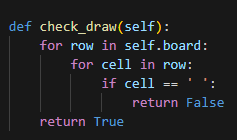 def check_draw(self):
    for row in self.board:
        for cell in row:
            if cell == ' ':
                return False
    return True